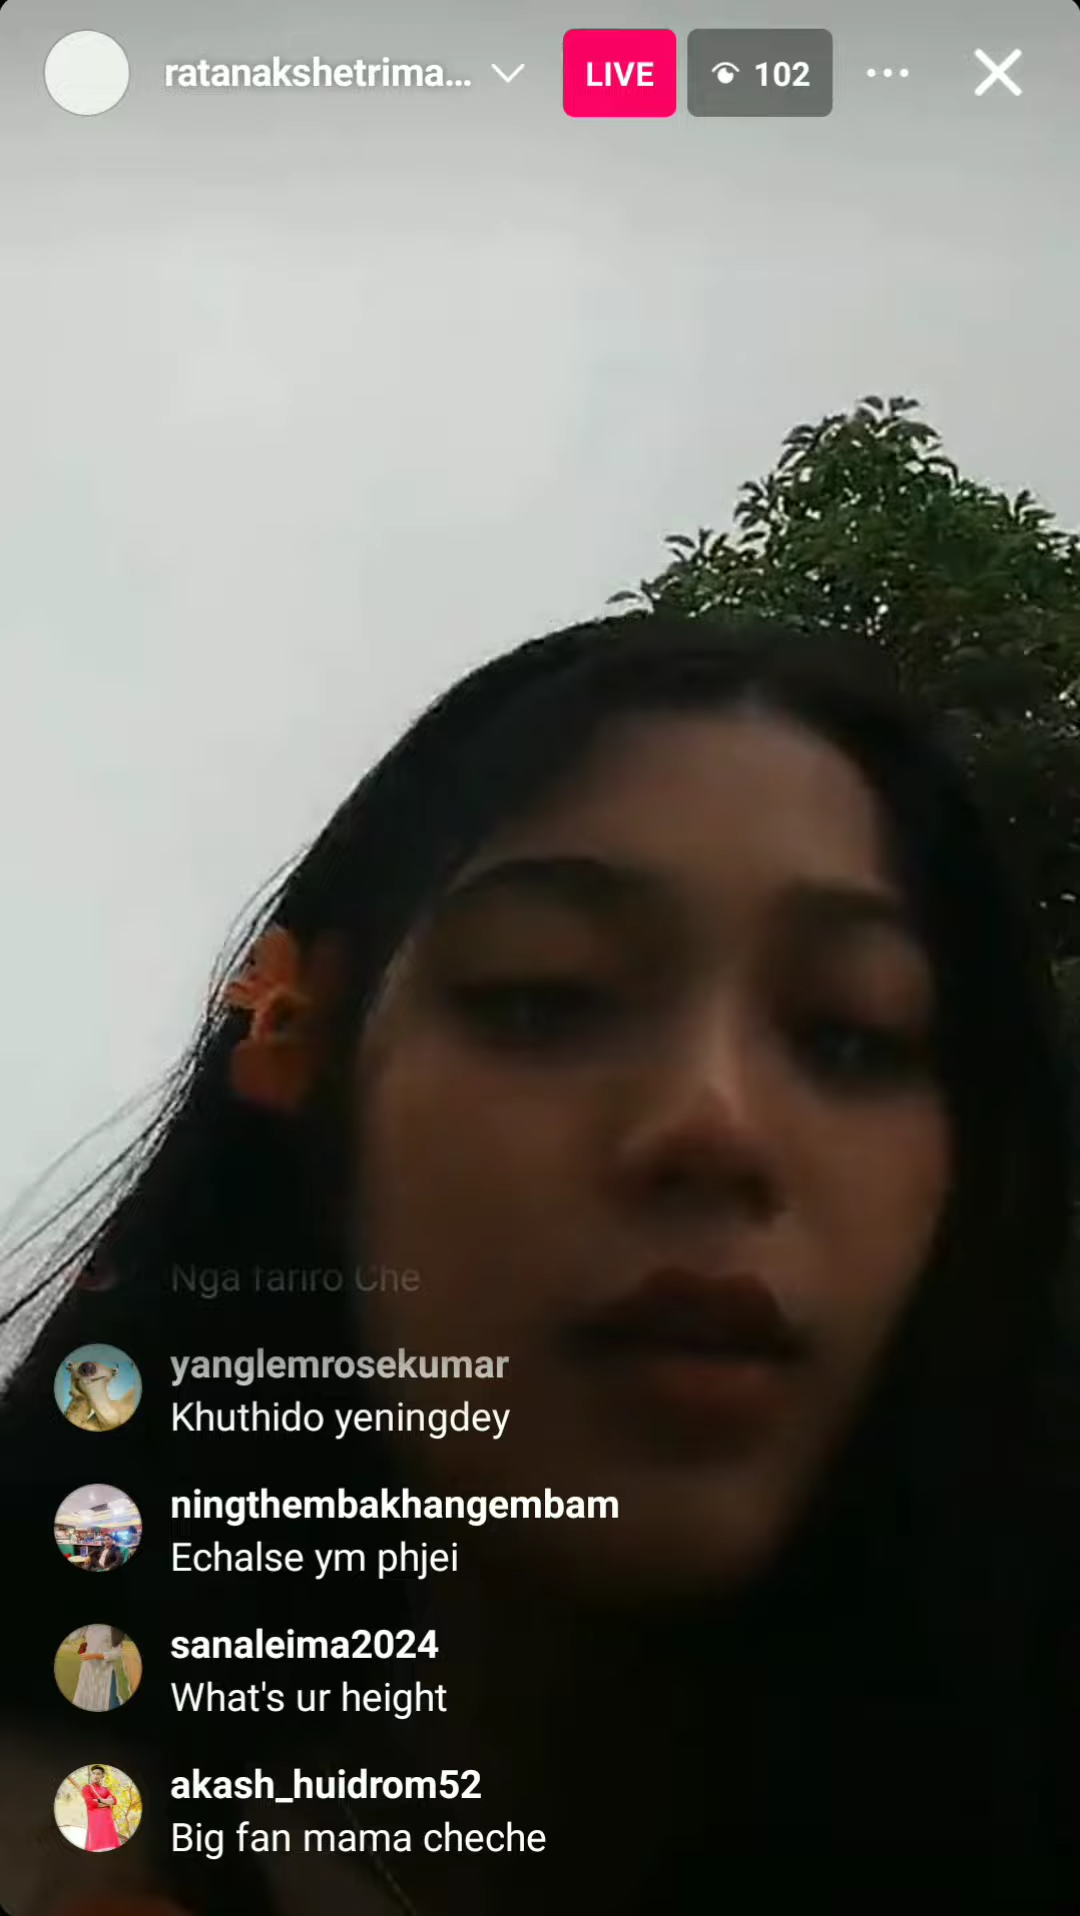 ratanakshetrima...
LIVE
102
Nga fariro Che
yanglemrosekumar
Khuthido yeningdey
ningthembakhangembam
Echalse ym phjei
sanaleima2024
What's ur height
akash_huidrom52
Big fan mama cheche